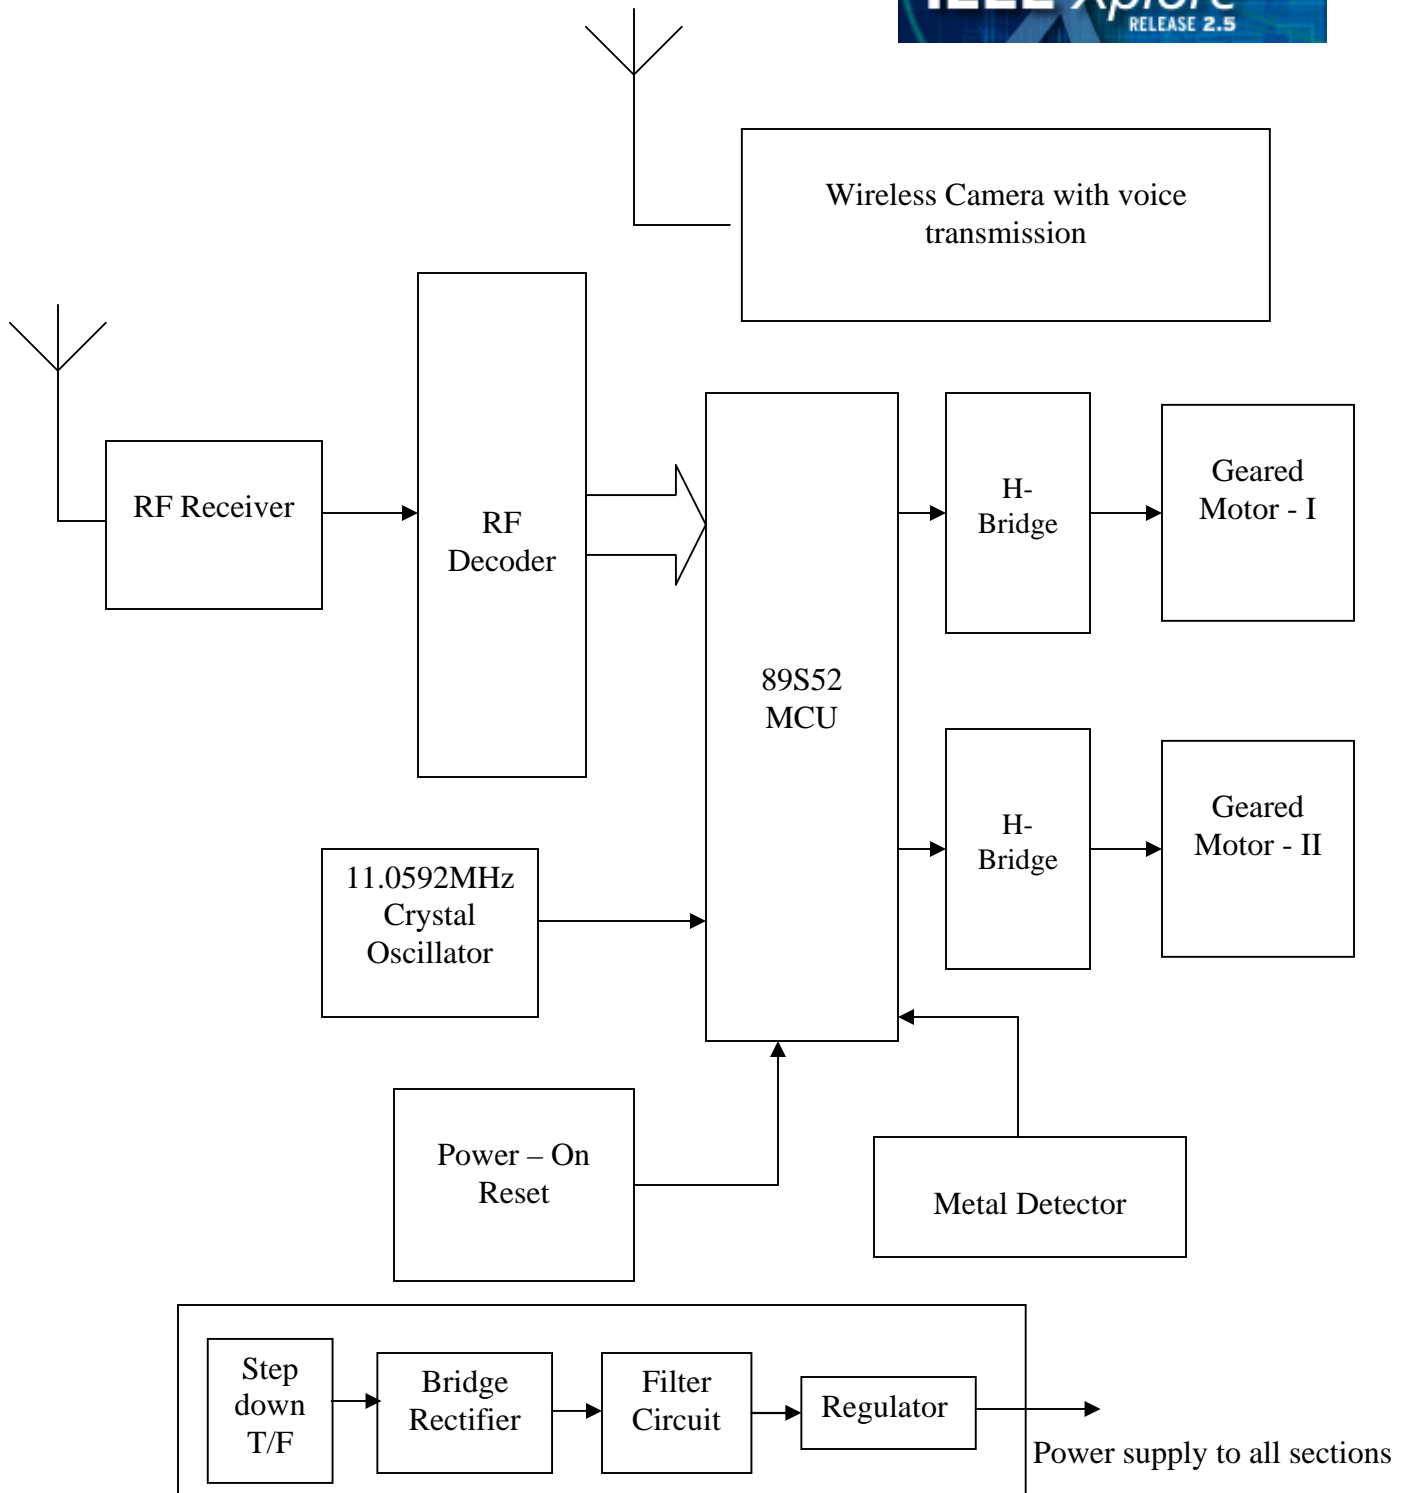 IEEE Xplore
RELEASE 2.5
Wireless Camera with voice
transmission
RF Receiver
RF
Decoder
H-
Bridge
Geared
Motor - I
89S52
MCU
H-
Bridge
Geared
Motor - II
11.0592MHz
Crystal
Oscillator
Power – On
Reset
Metal Detector
Step
down
T/F
Bridge
Rectifier
Filter
Circuit
Regulator
Power supply to all sections